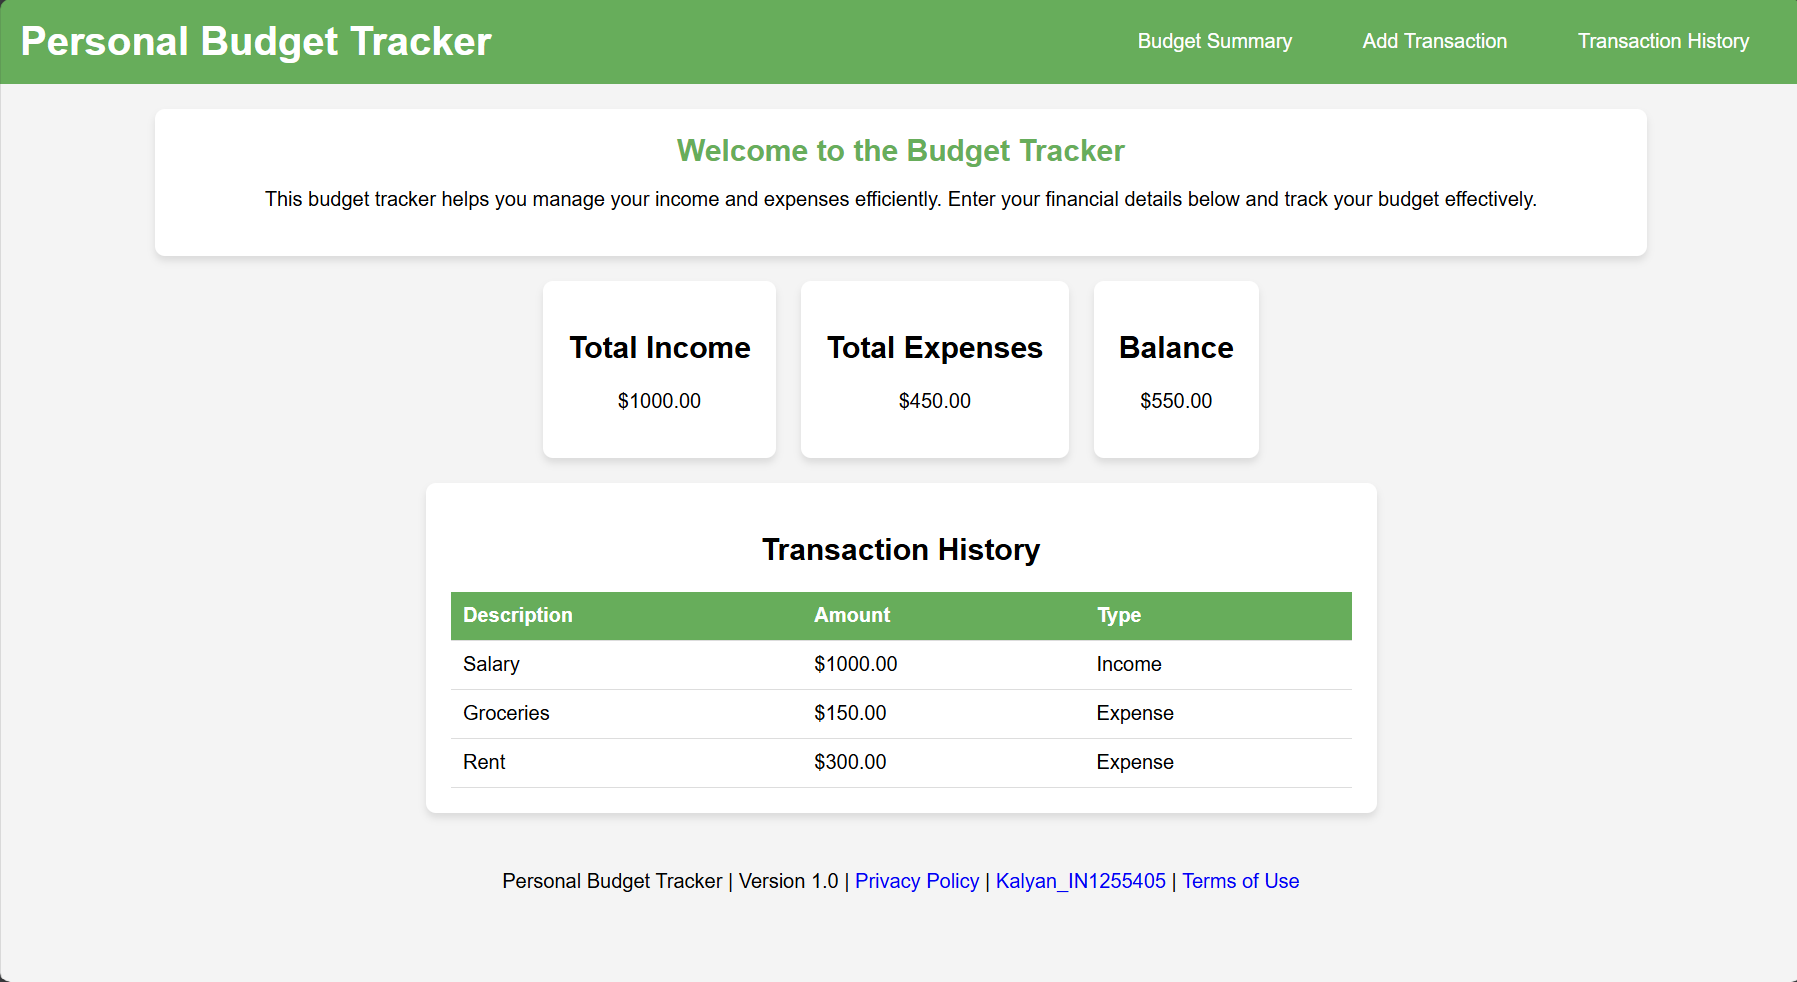 Personal Budget Tracker
Budget Summary Add Transaction Transaction History
Welcome to the Budget Tracker
This budget tracker helps you manage your income and expenses efficiently. Enter your financial details below and track your budget effectively.
Total Income Total Expenses Balance
$1000.00 $450.00 $550.00
Transaction History
Description Amount Type
Salary $1000.00 Income
Groceries $150.00 Expense
Rent $300.00 Expense
Personal Budget Tracker | Version 1.0 | Privacy Policy | Kalyan_IN1255405 | Terms of Use